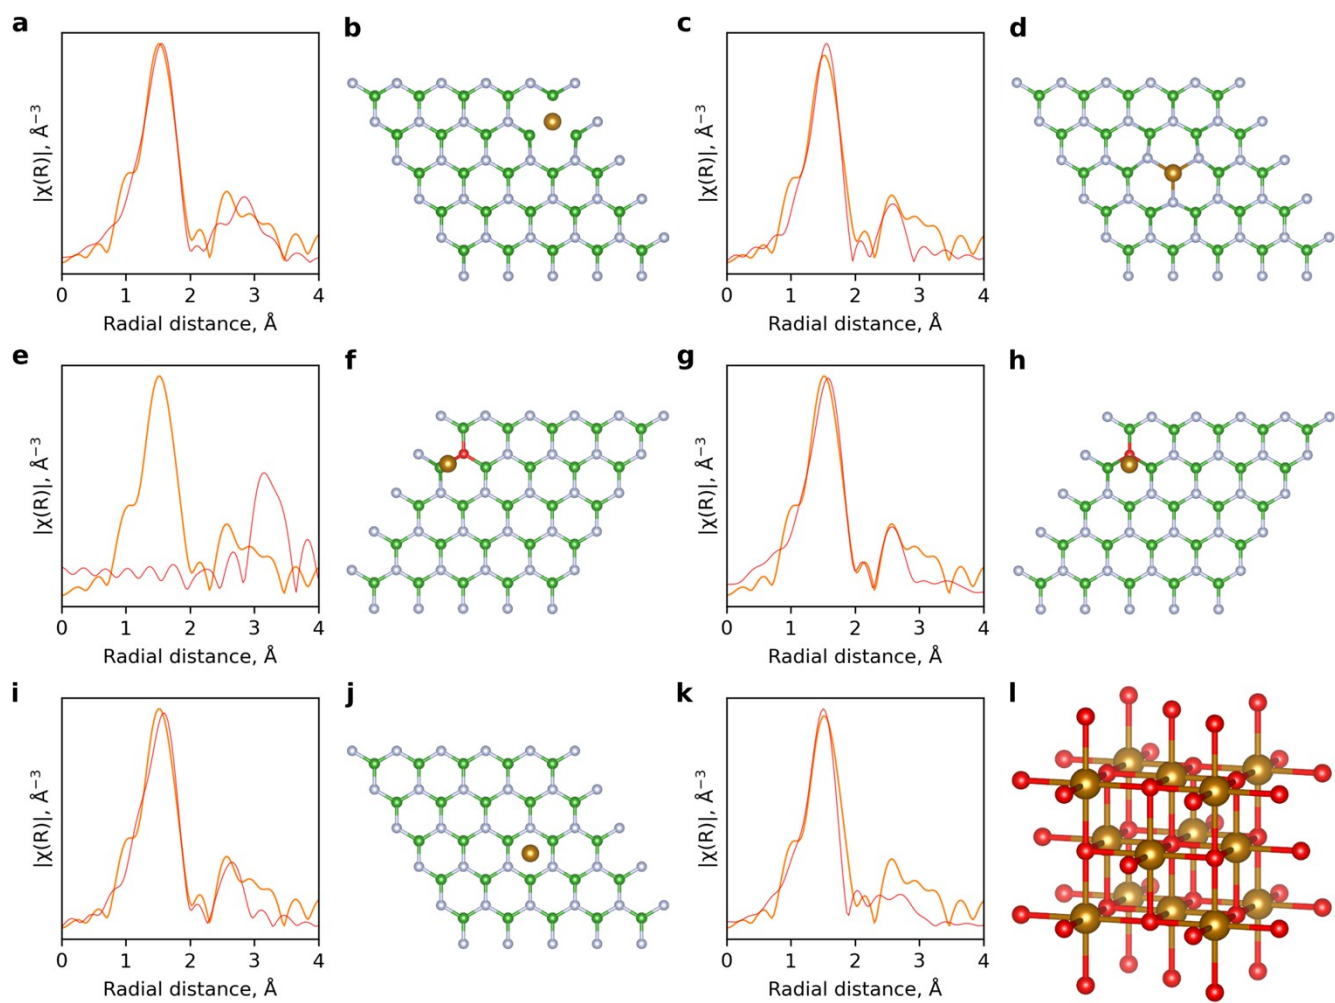 a
b
c
d
|χ(R)|, Å⁻³
|χ(R)|, Å⁻³
0 1 2 3 4
0 1 2 3 4
Radial distance, Å
Radial distance, Å
e
f
g
h
|χ(R)|, Å⁻³
|χ(R)|, Å⁻³
0 1 2 3 4
0 1 2 3 4
Radial distance, Å
Radial distance, Å
i
j
k
l
|χ(R)|, Å⁻³
|χ(R)|, Å⁻³
0 1 2 3 4
0 1 2 3 4
Radial distance, Å
Radial distance, Å